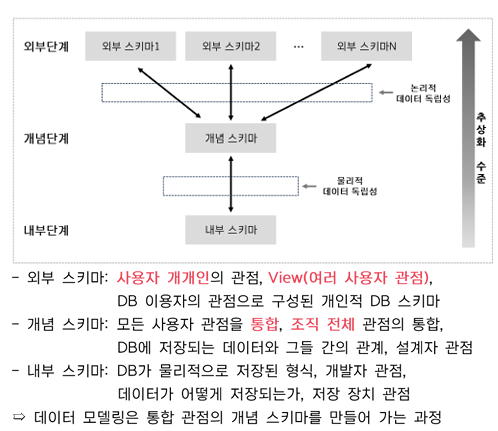 외부단계
외부 스키마1
외부 스키마2
…
외부 스키마N
논리적
데이터 독립성
개념단계
개념 스키마
물리적
데이터 독립성
내부단계
내부 스키마
추상화 수준
- 외부 스키마: 사용자 개개인의 관점, View(여러 사용자 관점),
DB 이용자의 관점으로 구성된 개인적 DB 스키마
- 개념 스키마: 모든 사용자 관점을 통합, 조직 전체 관점의 통합,
DB에 저장되는 데이터와 그들 간의 관계, 설계자 관점
- 내부 스키마: DB가 물리적으로 저장된 형식, 개발자 관점,
데이터가 어떻게 저장되는가, 저장 장치 관점
⇨ 데이터 모델링은 통합 관점의 개념 스키마를 만들어 가는 과정